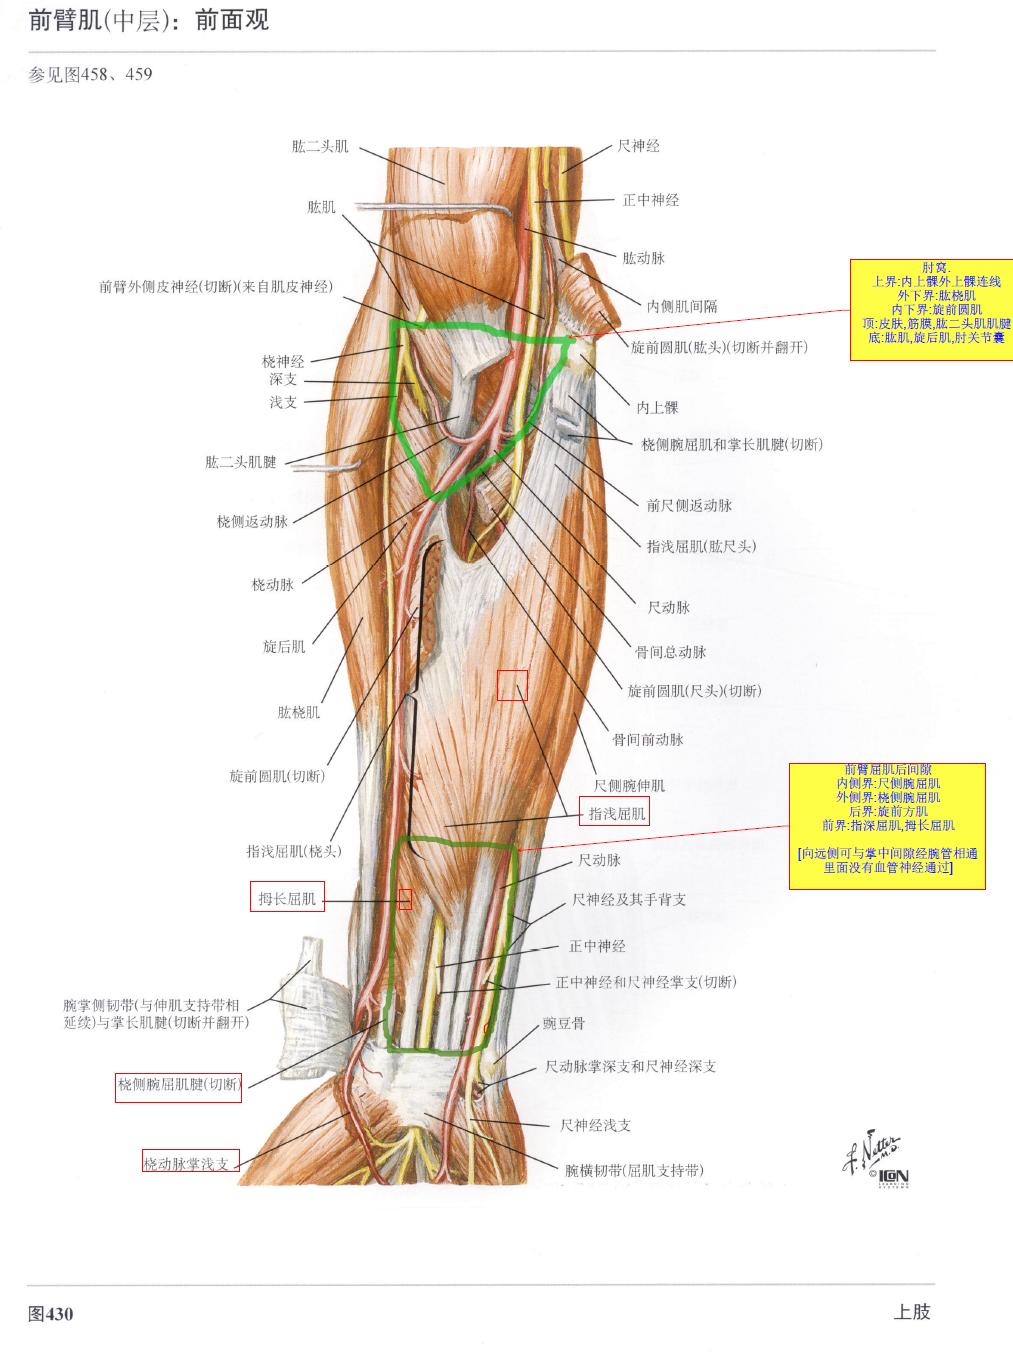 前臂肌(中层)：前面观
参见图458、459
肱二头肌
肱肌
前臂外侧皮神经(切断)(来自肌皮神经)
桡神经
深支
浅支
肱二头肌腱
桡侧返动脉
桡动脉
旋后肌
肱桡肌
旋前圆肌(切断)
指浅屈肌(桡头)
拇长屈肌
腕掌侧韧带(与伸肌支持带相
延续)与掌长肌腱(切断并翻开)
桡侧腕屈肌腱(切断)
桡动脉掌浅支
尺神经
正中神经
肱动脉
内侧肌间隔
旋前圆肌(肱头)(切断并翻开)
内上髁
桡侧腕屈肌和掌长肌腱(切断)
前尺侧返动脉
指浅屈肌(肱尺头)
尺动脉
骨间总动脉
旋前圆肌(尺头)(切断)
骨间前动脉
尺侧腕伸肌
指浅屈肌
尺动脉
尺神经及其手背支
正中神经
正中神经和尺神经掌支(切断)
豌豆骨
尺动脉掌深支和尺神经深支
尺神经浅支
腕横韧带(屈肌支持带)
肘窝.
上界:内上髁外上髁连线
外下界:肱桡肌
内下界:旋前圆肌
顶:皮肤,筋膜,肱二头肌肌腱
底:肱肌,旋后肌,肘关节囊
前臂屈肌后间隙
内侧界:尺侧腕屈肌
外侧界:桡侧腕屈肌
后界:旋前方肌
前界:指深屈肌,拇长屈肌
[向远侧可与掌中间隙经腕管相通
里面没有血管神经通过]
F. Netter
M.D.
© ICON
LEARNING
SYSTEMS
图430
上肢